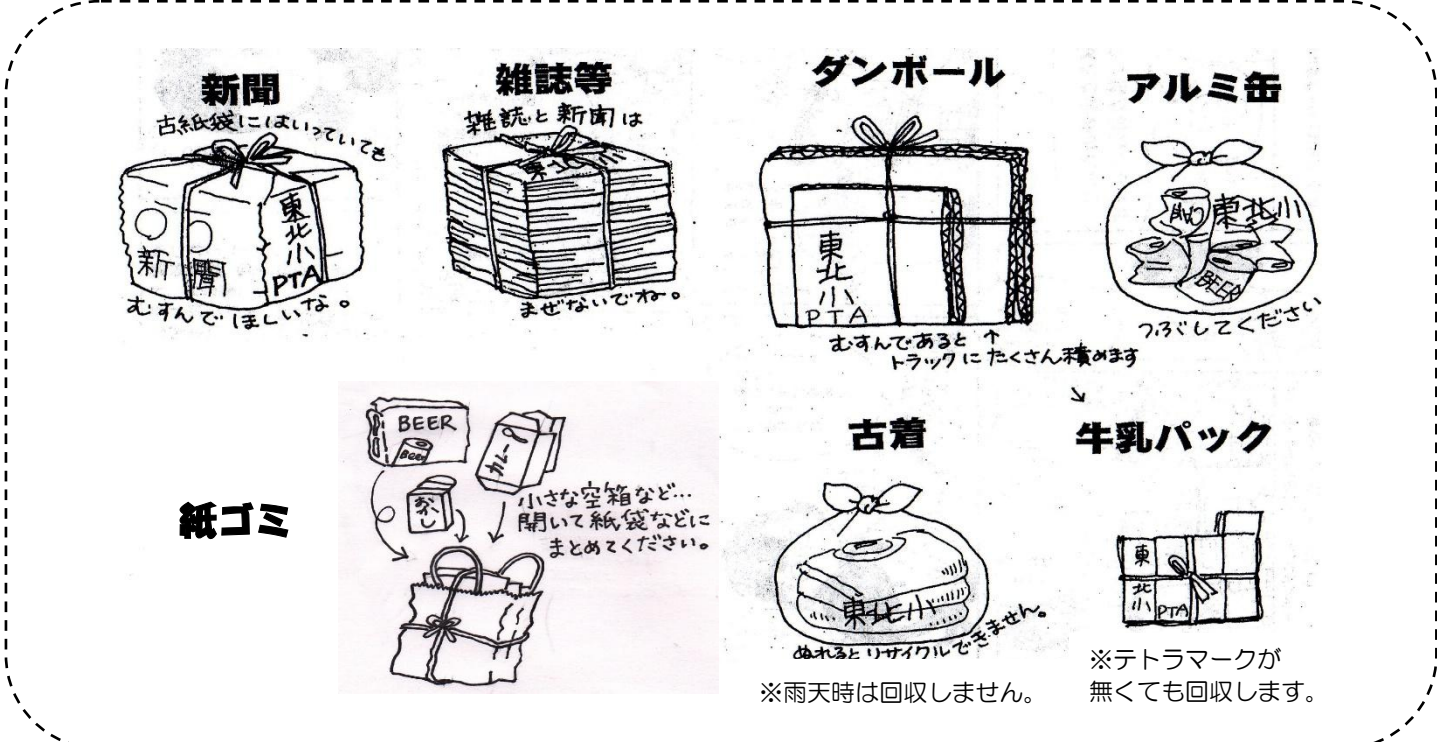 新聞
古紙袋にはいっていても
東北小PTA
新聞
むすんでほしいな。
雑誌等
雑誌と新聞は
東北小
まぜないでね。
ダンボール
東北小PTA
むすんであると↑
トラックにたくさん積めます
アルミ缶
東北小
CAN
BEER
つぶしてください
紙ゴミ
BEER
Beer
カレー
おかし
小さな空箱など…
開いて紙袋などに
まとめてください。
古着
東北小
ぬれるとリサイクルできません。
※雨天時は回収しません。
牛乳パック
東北小PTA
※テトラマークが
無くても回収します。